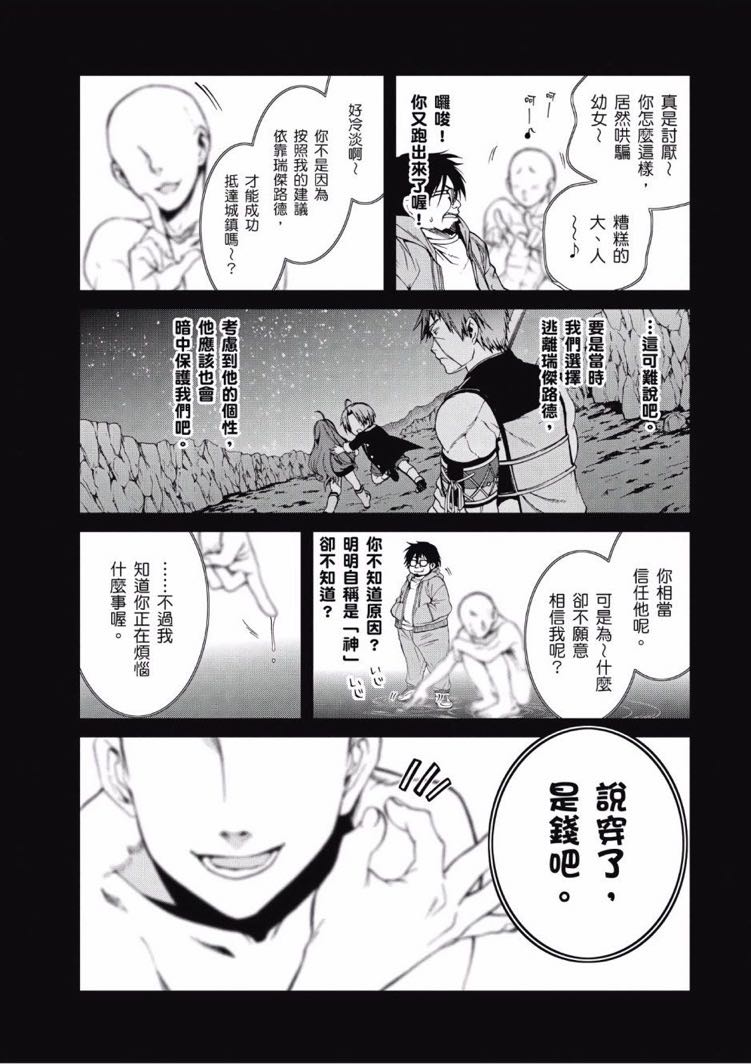 真是討厭～
你怎麼這樣，
居然哄騙
幼女～
糟糕的
大、人
～～♪
呵—呵—♪
囉唆！
你又跑出來了喔！
好冷淡啊～
你不是因為
按照我的建議
依靠瑞傑路德，
才能成功
抵達城鎮嗎～？
…這可難說吧。
要是當時
我們選擇
逃離瑞傑路德，
考慮到他的個性，
他應該也會
暗中保護我們吧。
你相當
信任他呢。
可是為～什麼
卻不願意
相信我呢？
你不知道原因？
明明自稱是「神」
卻不知道？
いじ
いじ
……不過我
知道你正在煩惱
什麼事喔。
說穿了，
是錢吧。